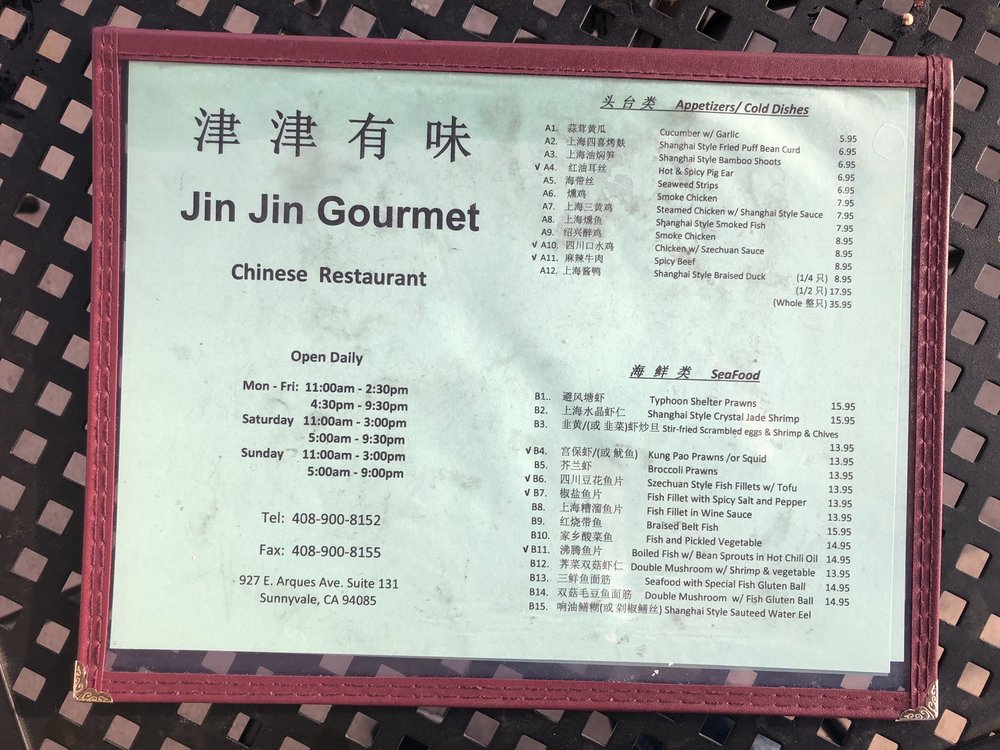 津津有味
Jin Jin Gourmet
Chinese Restaurant
Open Daily
Mon - Fri: 11:00am - 2:30pm
4:30pm - 9:30pm
Saturday 11:00am - 3:00pm
5:00am - 9:30pm
Sunday 11:00am - 3:00pm
5:00am - 9:00pm
Tel: 408-900-8152
Fax: 408-900-8155
927 E. Arques Ave. Suite 131
Sunnyvale, CA 94085
头台类 Appetizers/ Cold Dishes
A1. 蒜茸黄瓜 Cucumber w/ Garlic 5.95
A2. 上海四喜烤麸 Shanghai Style Fried Puff Bean Curd 6.95
A3. 上海油焖笋 Shanghai Style Bamboo Shoots 6.95
√ A4. 红油耳丝 Hot & Spicy Pig Ear 6.95
A5. 海带丝 Seaweed Strips 6.95
A6. 燻鸡 Smoke Chicken 7.95
A7. 上海三黄鸡 Steamed Chicken w/ Shanghai Style Sauce 7.95
A8. 上海燻鱼 Shanghai Style Smoked Fish 7.95
A9. 绍兴醉鸡 Smoke Chicken 8.95
√ A10. 四川口水鸡 Chicken w/ Szechuan Sauce 8.95
√ A11. 麻辣牛肉 Spicy Beef 8.95
A12. 上海酱鸭 Shanghai Style Braised Duck (1/4 只) 8.95
(1/2 只) 17.95
(Whole 整只) 35.95
海鲜类 SeaFood
B1.. 避风塘虾 Typhoon Shelter Prawns 15.95
B2. 上海水晶虾仁 Shanghai Style Crystal Jade Shrimp 15.95
B3. 韭黄/(或 韭菜)虾炒旦 Stir-fried Scrambled eggs & Shrimp & Chives
13.95
√ B4. 宫保虾/(或 鱿鱼) Kung Pao Prawns /or Squid 13.95
B5. 芥兰虾 Broccoli Prawns 13.95
√ B6. 四川豆花鱼片 Szechuan Style Fish Fillets w/ Tofu 13.95
√ B7. 椒盐鱼片 Fish Fillet with Spicy Salt and Pepper 13.95
B8. 上海糟溜鱼片 Fish Fillet in Wine Sauce 13.95
B9. 红烧带鱼 Braised Belt Fish 15.95
B10. 家乡酸菜鱼 Fish and Pickled Vegetable 14.95
√ B11. 沸腾鱼片 Boiled Fish w/ Bean Sprouts in Hot Chili Oil 14.95
B12. 荠菜双菇虾仁 Double Mushroom w/ Shrimp & vegetable 13.95
B13. 三鲜鱼面筋 Seafood with Special Fish Gluten Ball 14.95
B14. 双菇毛豆鱼面筋 Double Mushroom w/ Fish Gluten Ball 14.95
B15. 响油鳝糊(或 剁椒鳝丝) Shanghai Style Sauteed Water Eel